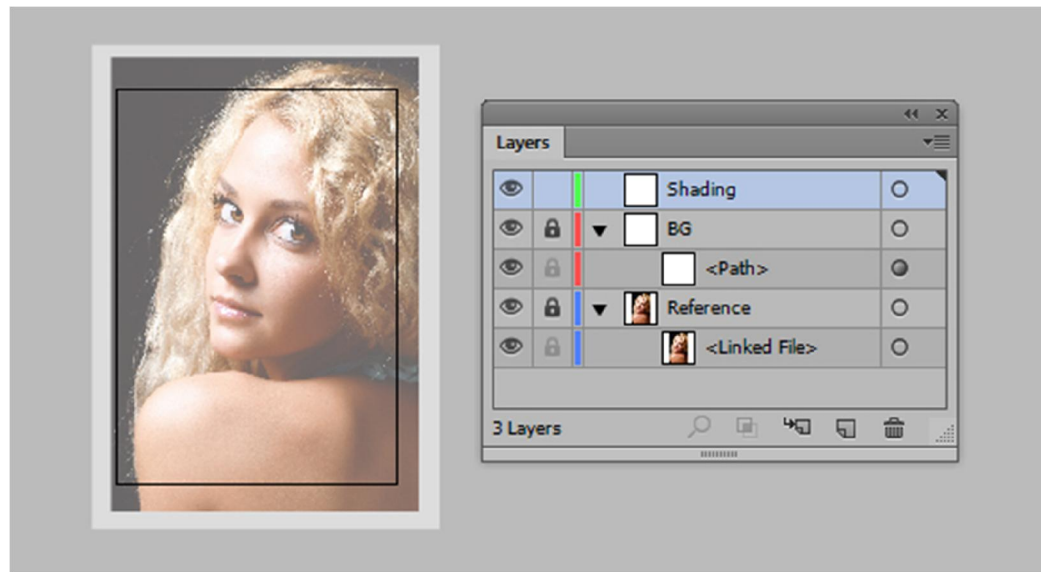 Layers
Shading
BG
<Path>
Reference
<Linked File>
3 Layers